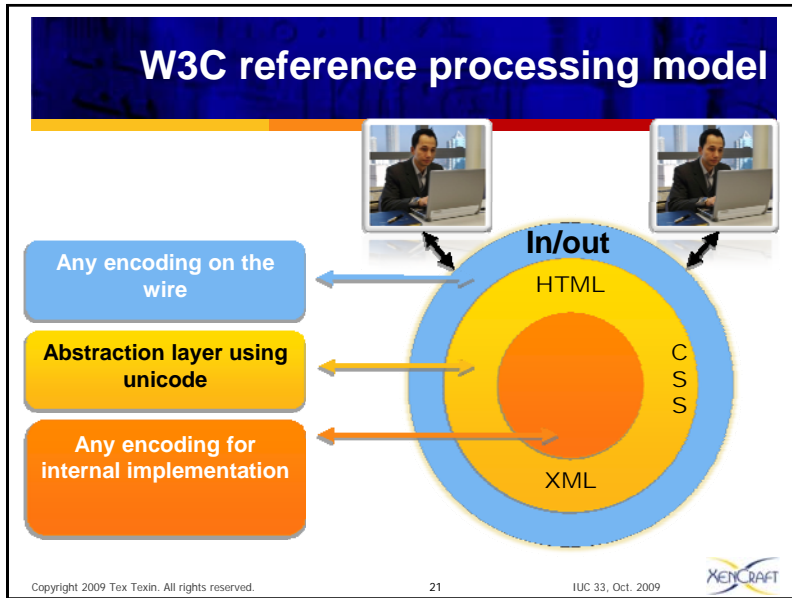 W3C reference processing model
In/out
Any encoding on the
wire
HTML
Abstraction layer using
unicode
C
S
S
Any encoding for
internal implementation
XML
Copyright 2009 Tex Texin. All rights reserved.
21
IUC 33, Oct. 2009
XENCRAFT